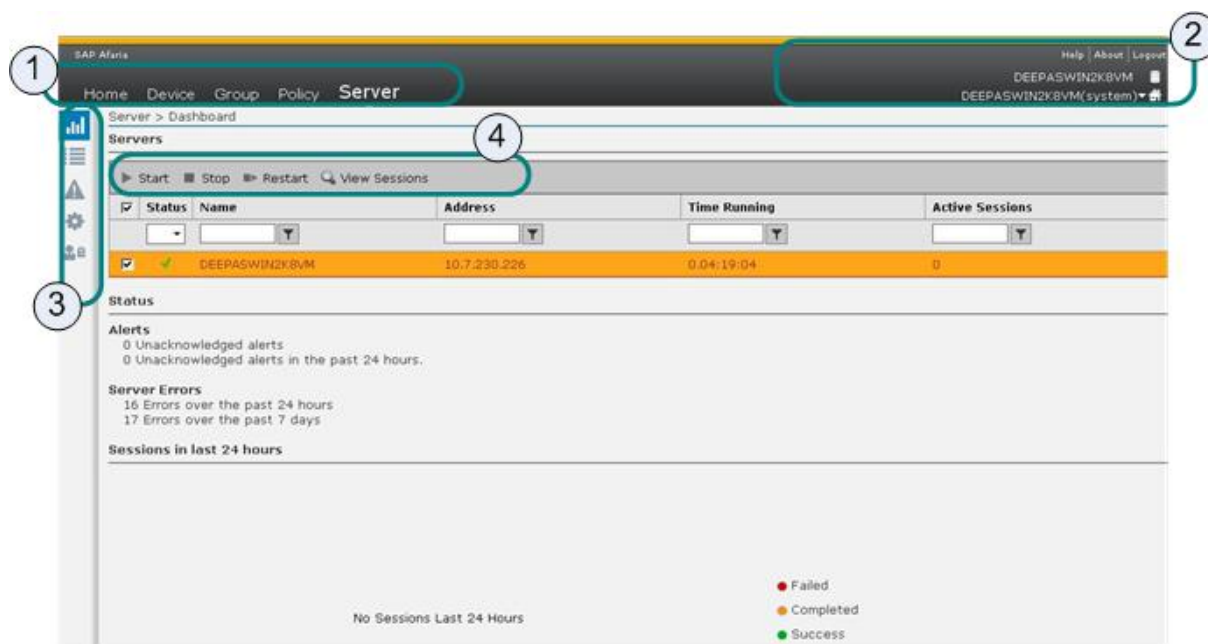 SAP Afaria
Help | About | Logout
DEEPASWIN2K8VM
DEEPASWIN2K8VM(system)
1
2
Home Device Group Policy Server
Server > Dashboard
Servers
4
Start Stop Restart View Sessions
Status Name Address Time Running Active Sessions
DEEPASWIN2K8VM 10.7.230.226 0.04:19:04 0
3
Status
Alerts
0 Unacknowledged alerts
0 Unacknowledged alerts in the past 24 hours.
Server Errors
16 Errors over the past 24 hours
17 Errors over the past 7 days
Sessions in last 24 hours
No Sessions Last 24 Hours
Failed
Completed
Success